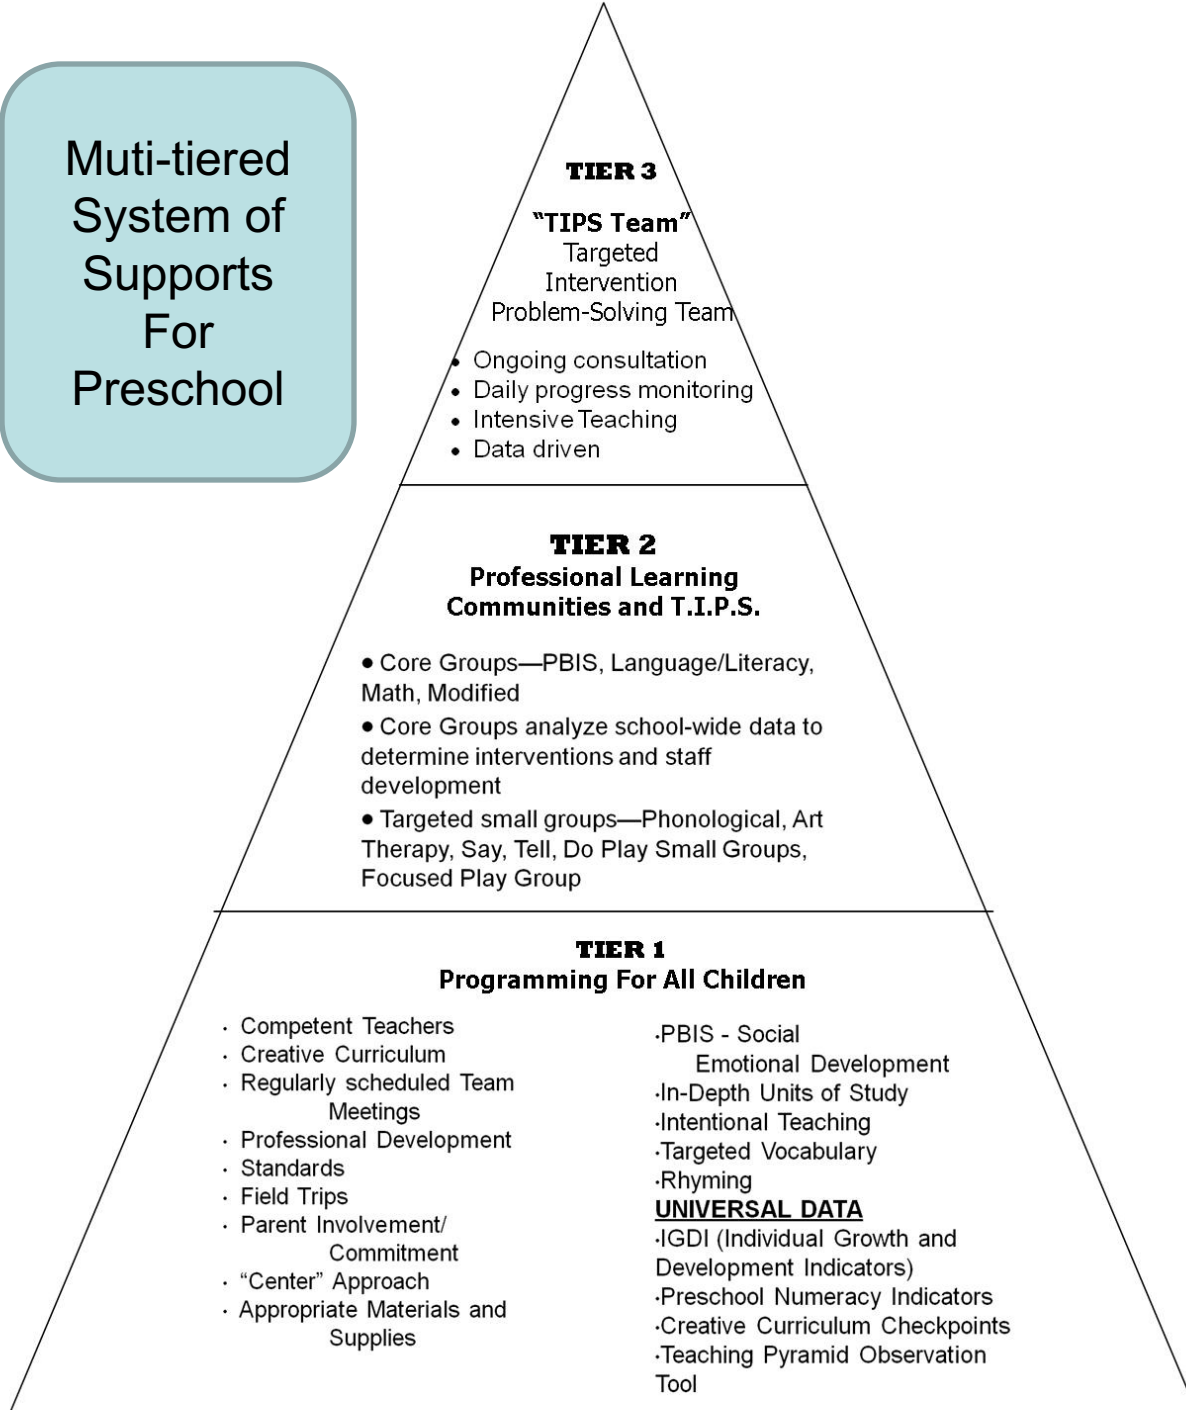 Muti-tiered
System of
Supports
For
Preschool
TIER 3
“TIPS Team”
Targeted
Intervention
Problem-Solving Team
• Ongoing consultation
• Daily progress monitoring
• Intensive Teaching
• Data driven
TIER 2
Professional Learning
Communities and T.I.P.S.
• Core Groups—PBIS, Language/Literacy,
Math, Modified
• Core Groups analyze school-wide data to
determine interventions and staff
development
• Targeted small groups—Phonological, Art
Therapy, Say, Tell, Do Play Small Groups,
Focused Play Group
TIER 1
Programming For All Children
· Competent Teachers
· Creative Curriculum
· Regularly scheduled Team
Meetings
· Professional Development
· Standards
· Field Trips
· Parent Involvement/
Commitment
· “Center” Approach
· Appropriate Materials and
Supplies
·PBIS - Social
Emotional Development
·In-Depth Units of Study
·Intentional Teaching
·Targeted Vocabulary
·Rhyming
UNIVERSAL DATA
·IGDI (Individual Growth and
Development Indicators)
·Preschool Numeracy Indicators
·Creative Curriculum Checkpoints
·Teaching Pyramid Observation
Tool